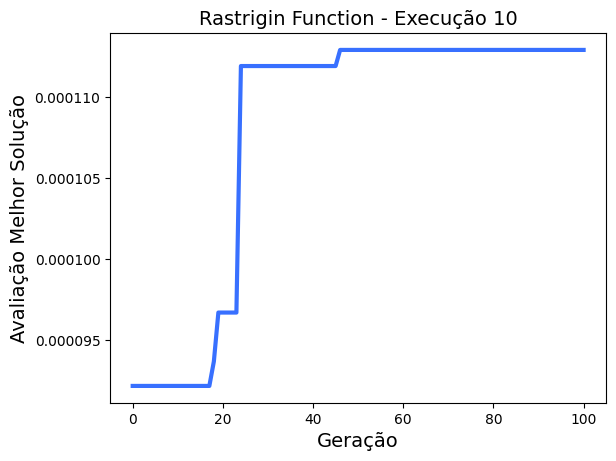 Rastrigin Function - Execução 10
Avaliação Melhor Solução
0.000110
0.000105
0.000100
0.000095
0 20 40 60 80 100
Geração